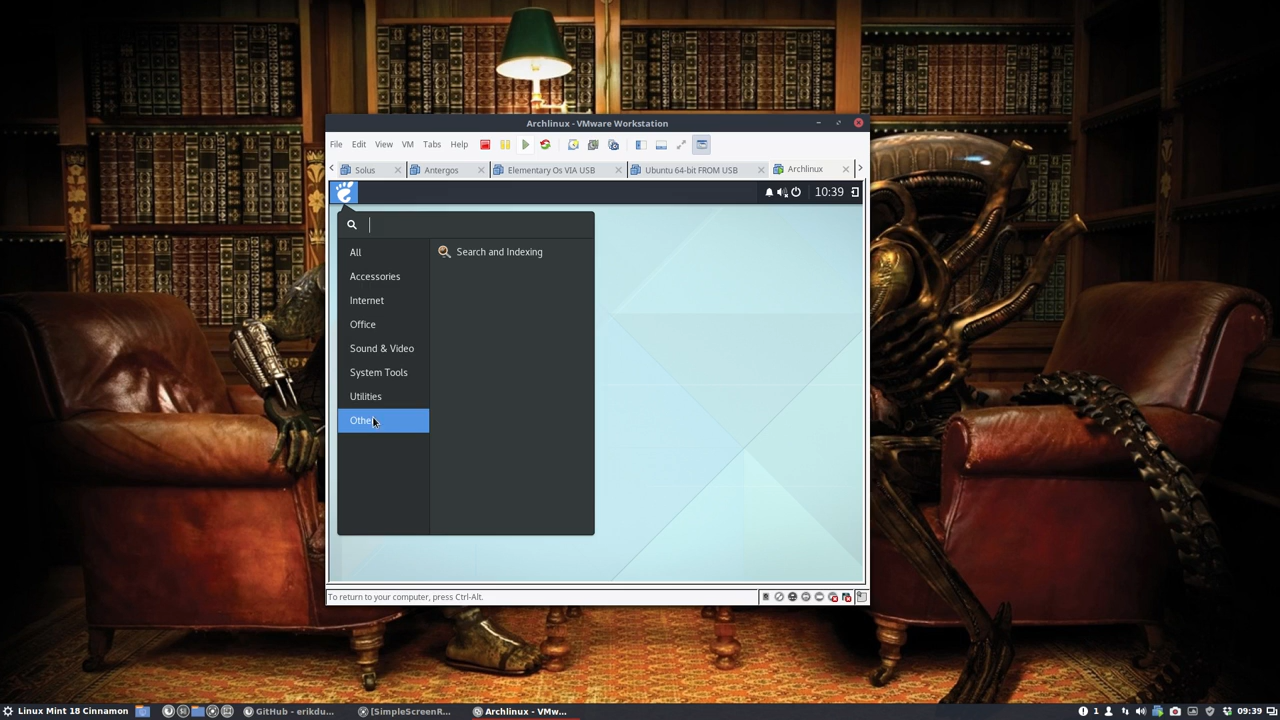 Archlinux - VMware Workstation
File Edit View VM Tabs Help
Solus Antergos Elementary Os VIA USB Ubuntu 64-bit FROM USB Archlinux
10:39
All
Search and Indexing
Accessories
Internet
Office
Sound & Video
System Tools
Utilities
Other
To return to your computer, press Ctrl-Alt.
Linux Mint 18 Cinnamon GitHub - erikdu... [SimpleScreenR... Archlinux - VMw... 1 09:39